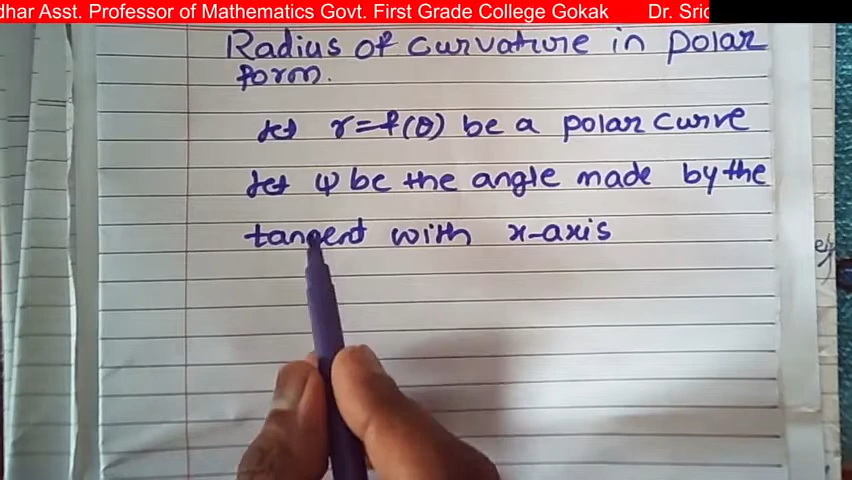 dhar Asst. Professor of Mathematics Govt. First Grade College Gokak Dr. Srid
Radius of curvature in polar
form.
Let r=f(θ) be a polar curve
Let ψ be the angle made by the
tangent with x-axis